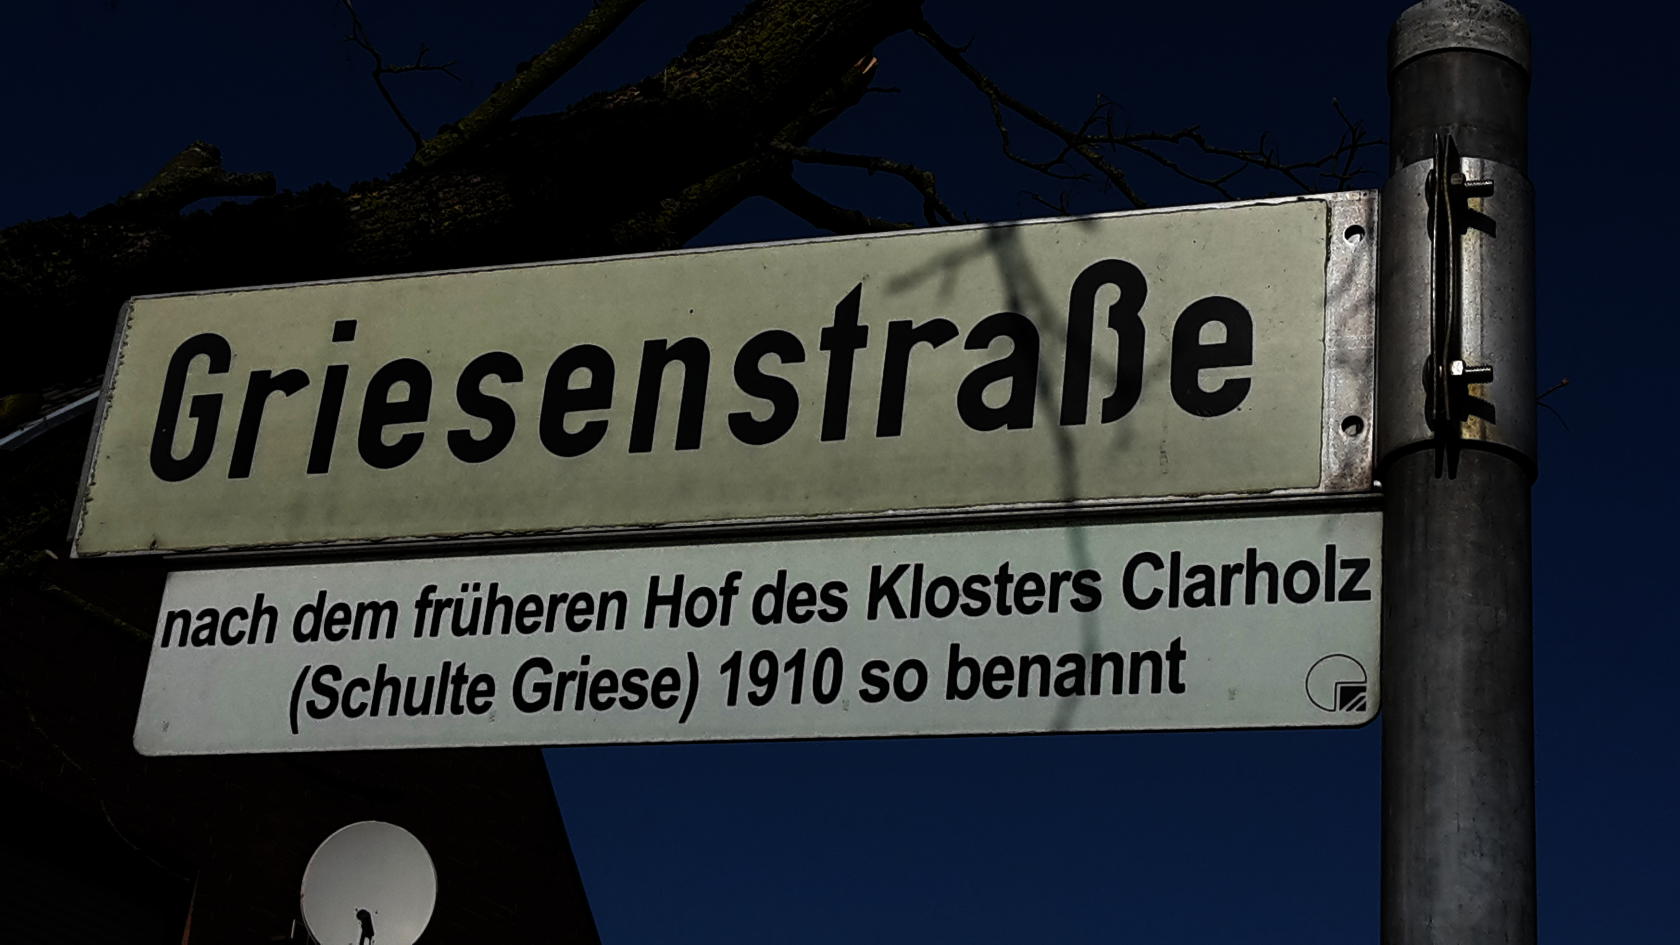 Griesenstraße
nach dem früheren Hof des Klosters Clarholz
(Schulte Griese) 1910 so benannt